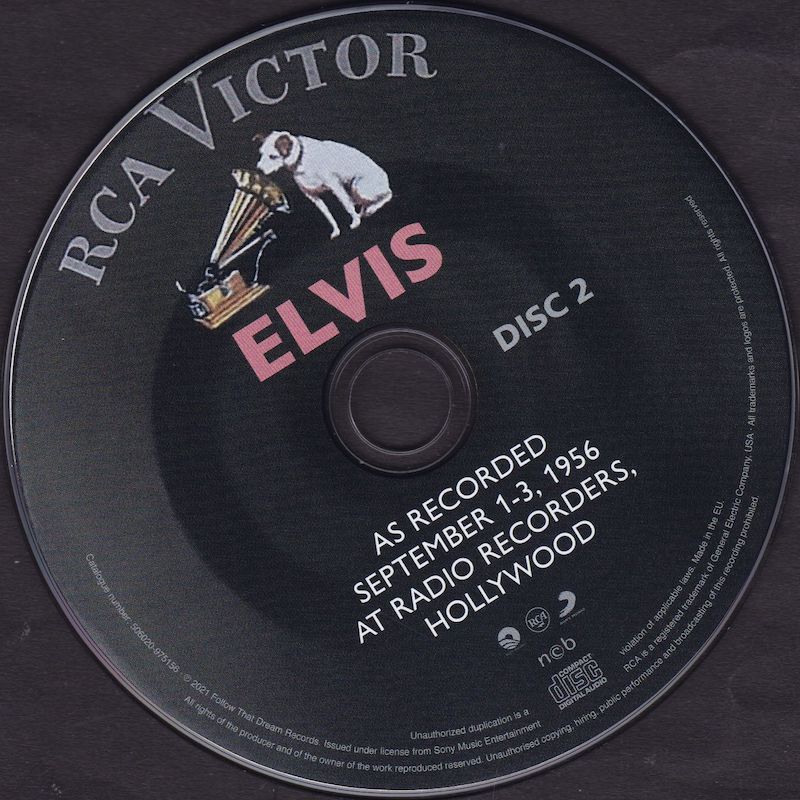 RCA VICTOR
ELVIS
DISC 2
AS RECORDED
SEPTEMBER 1-3, 1956
AT RADIO RECORDERS,
HOLLYWOOD
RCA
ncb
COMPACT
disc
DIGITAL AUDIO
Catalogue number: 506020-975156 ℗ 2021 Follow That Dream Records. Issued under license from Sony Music Entertainment
All rights of the producer and of the owner of the work reproduced reserved. Unauthorised copying, hiring, public performance and broadcasting of this recording prohibited.
Unauthorized duplication is a violation of applicable laws. Made in the EU.
RCA is a registered trademark of General Electric Company, USA · All trademarks and logos are protected. All rights reserved